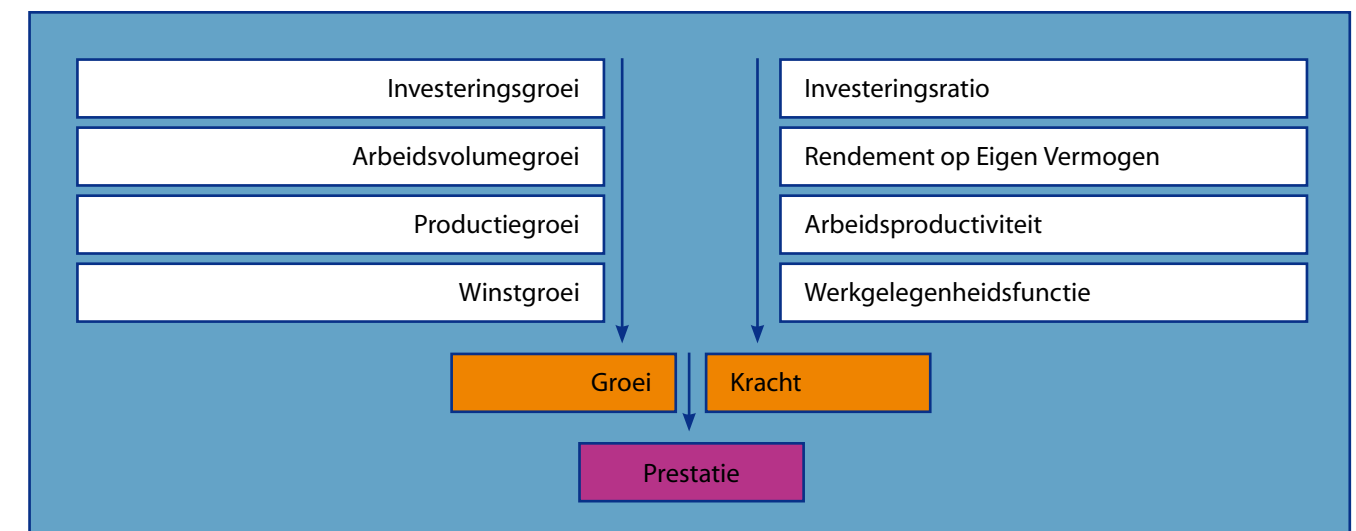 Investeringsgroei
Arbeidsvolumegroei
Productiegroei
Winstgroei
Investeringsratio
Rendement op Eigen Vermogen
Arbeidsproductiviteit
Werkgelegenheidsfunctie
Groei
Kracht
Prestatie